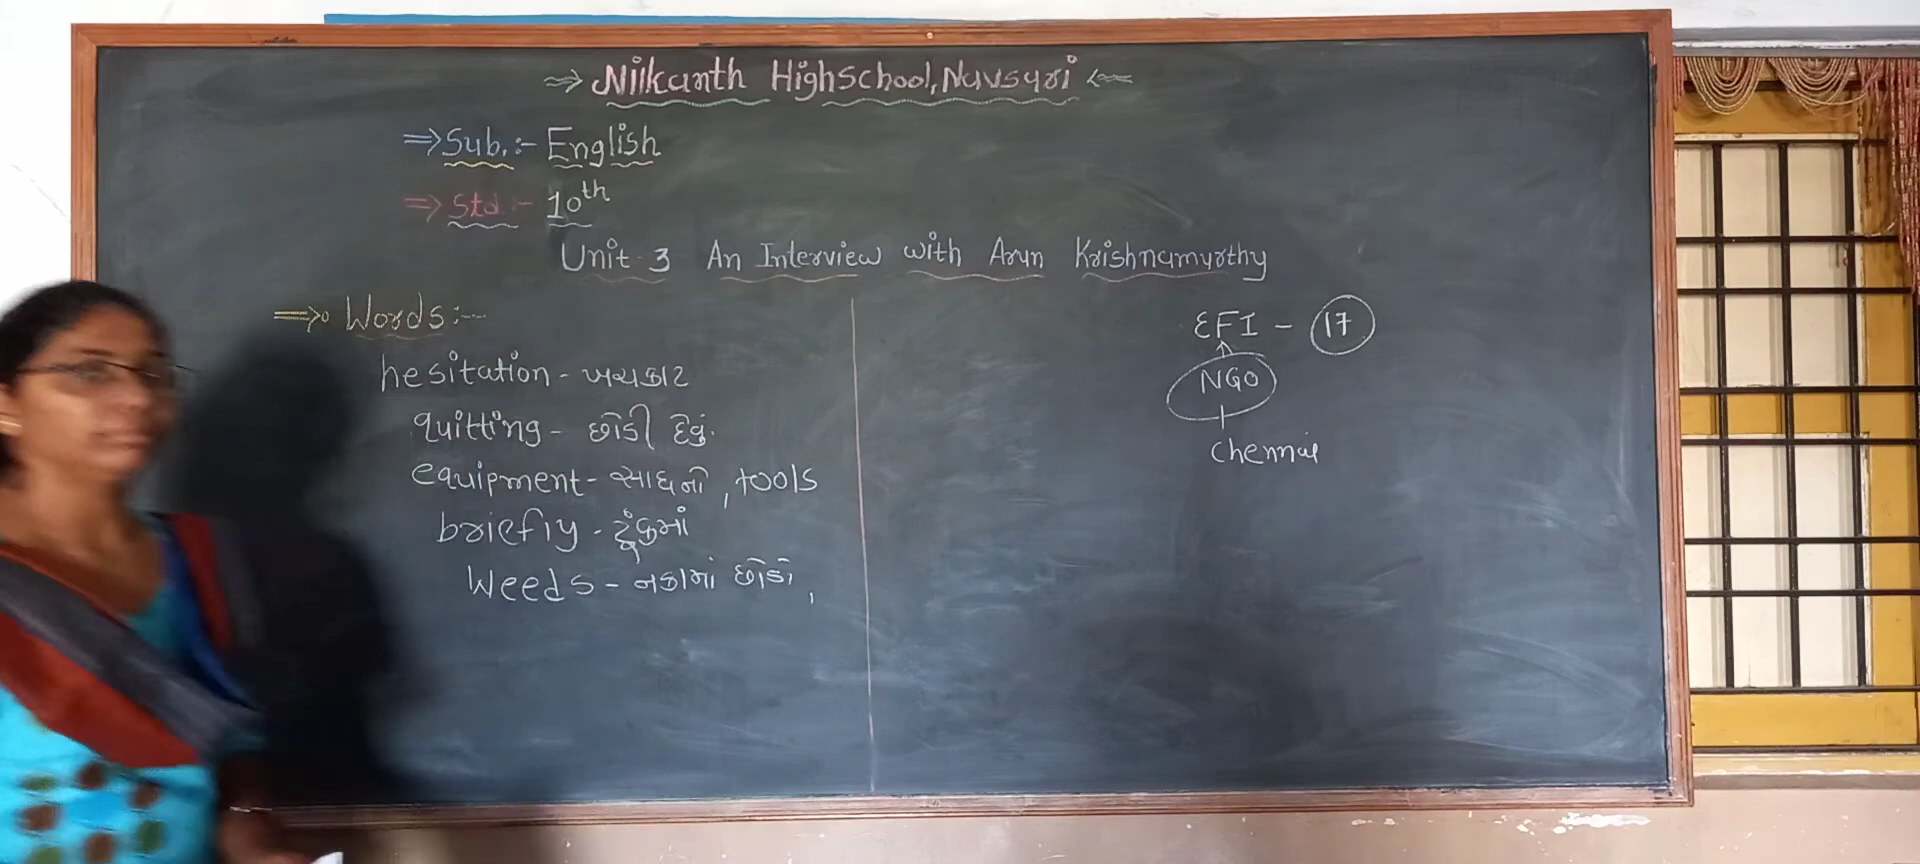 ⇒ Nilkanth Highschool, Navsari ⇐
⇒ Sub. :- English
⇒ Std :- 10th
Unit - 3 An Interview with Arun Krishnamurthy
⇒ Words :-
hesitation - ખચકાટ
quitting - છોડી દેવું.
equipment - સાધનો, tools
briefly - ટૂંકમાં
Weeds - નકામાં છોડો,
EFI - 17
NGO
Chennai